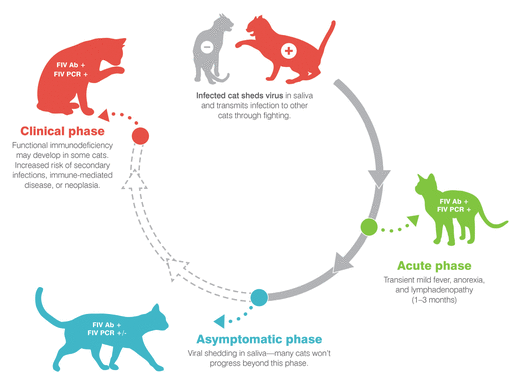 −
+
Infected cat sheds virus in saliva
and transmits infection to other
cats through fighting.
FIV Ab +
FIV PCR +
Clinical phase
Functional immunodeficiency
may develop in some cats.
Increased risk of secondary
infections, immune-mediated
disease, or neoplasia.
FIV Ab +
FIV PCR +
Acute phase
Transient mild fever, anorexia,
and lymphadenopathy
(1–3 months)
FIV Ab +
FIV PCR +/-
Asymptomatic phase
Viral shedding in saliva—many cats won't
progress beyond this phase.